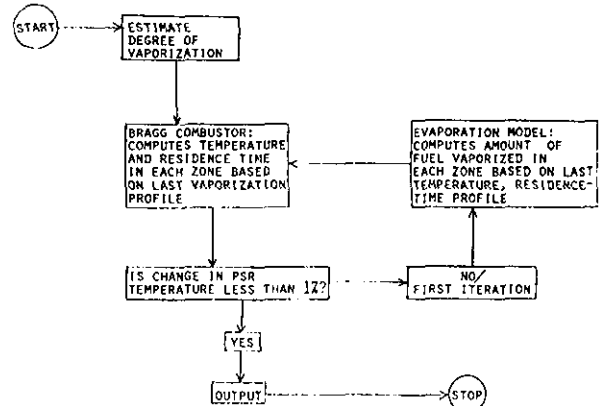 START
ESTIMATE
DEGREE OF
VAPORIZATION
BRAGG COMBUSTOR:
COMPUTES TEMPERATURE
AND RESIDENCE TIME
IN EACH ZONE BASED
ON LAST VAPORIZATION
PROFILE
EVAPORATION MODEL:
COMPUTES AMOUNT OF
FUEL VAPORIZED IN
EACH ZONE BASED ON LAST
TEMPERATURE, RESIDENCE-
TIME PROFILE
IS CHANGE IN PSR
TEMPERATURE LESS THAN 1%?
NO/
FIRST ITERATION
YES
OUTPUT
STOP